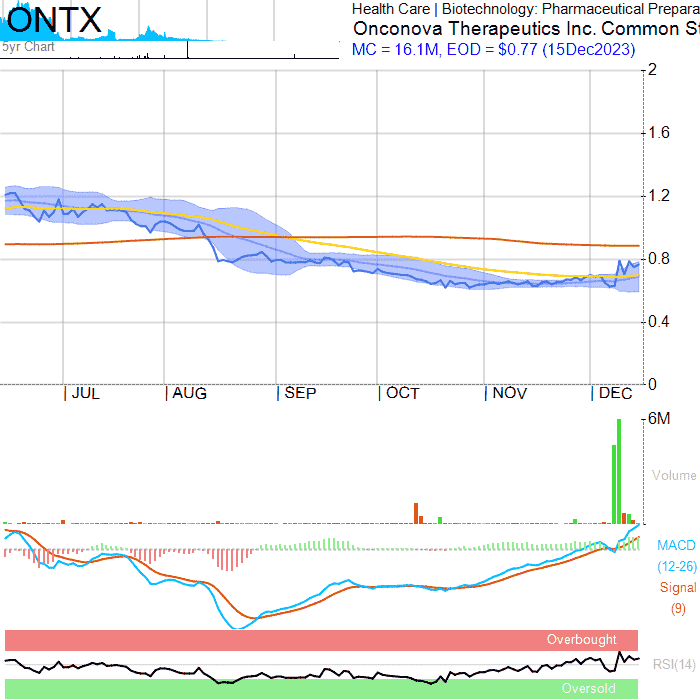 ONTX
Health Care | Biotechnology: Pharmaceutical Prepara
Onconova Therapeutics Inc. Common St
5yr Chart
MC = 16.1M, EOD = $0.77 (15Dec2023)
2
1.6
1.2
0.8
0.4
0
JUL AUG SEP OCT NOV DEC
6M
Volume
MACD
(12-26)
Signal
(9)
Overbought
RSI(14)
Oversold